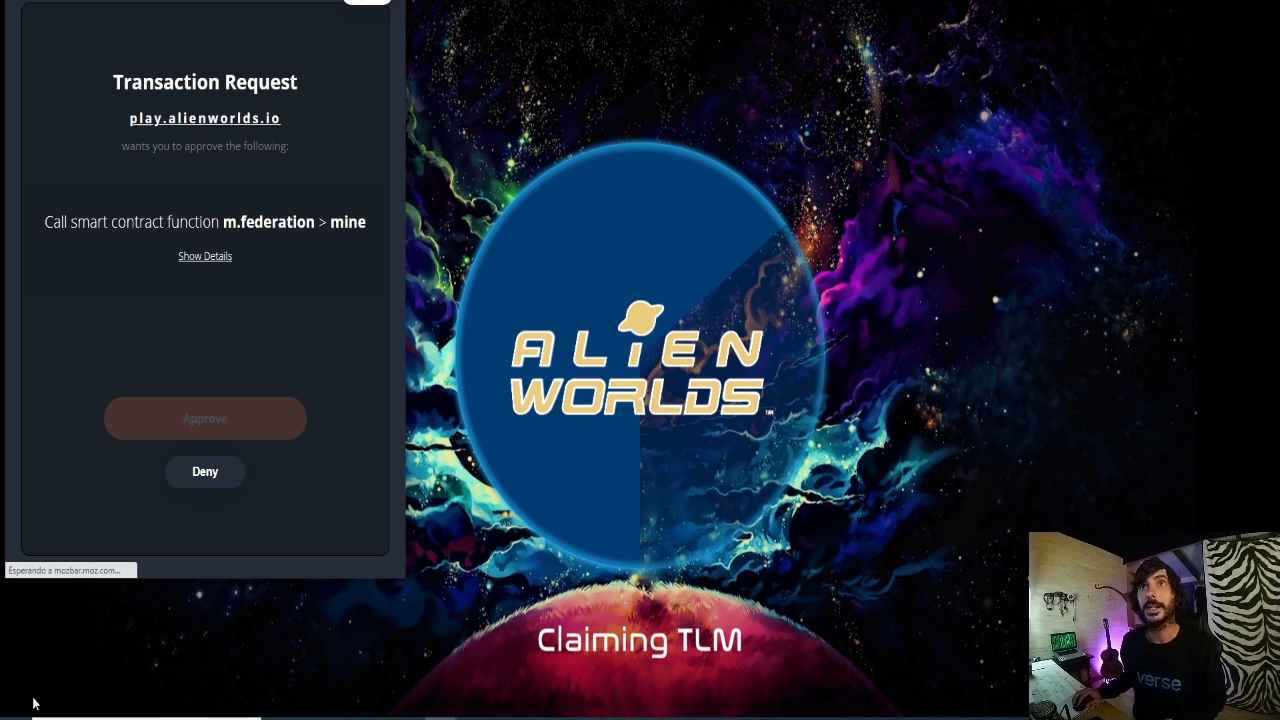 Transaction Request
play.alienworlds.io
wants you to approve the following:
Call smart contract function m.federation > mine
Show Details
Approve
Deny
Esperando a mozbar.moz.com...
ALIEN
WORLDS™
Claiming TLM
verse